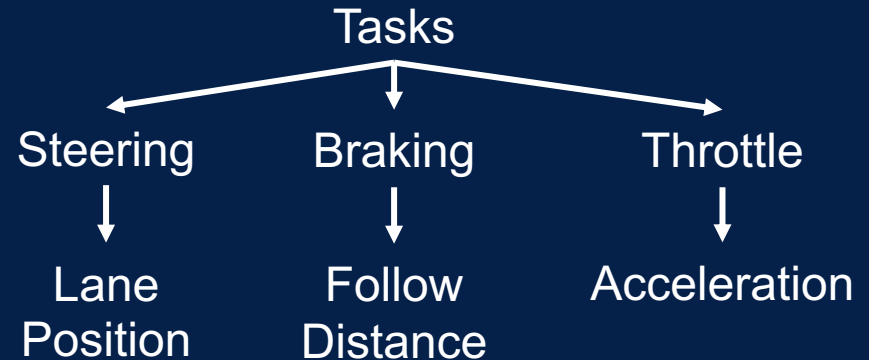 Tasks
Steering Braking Throttle
Lane Position
Follow Distance
Acceleration